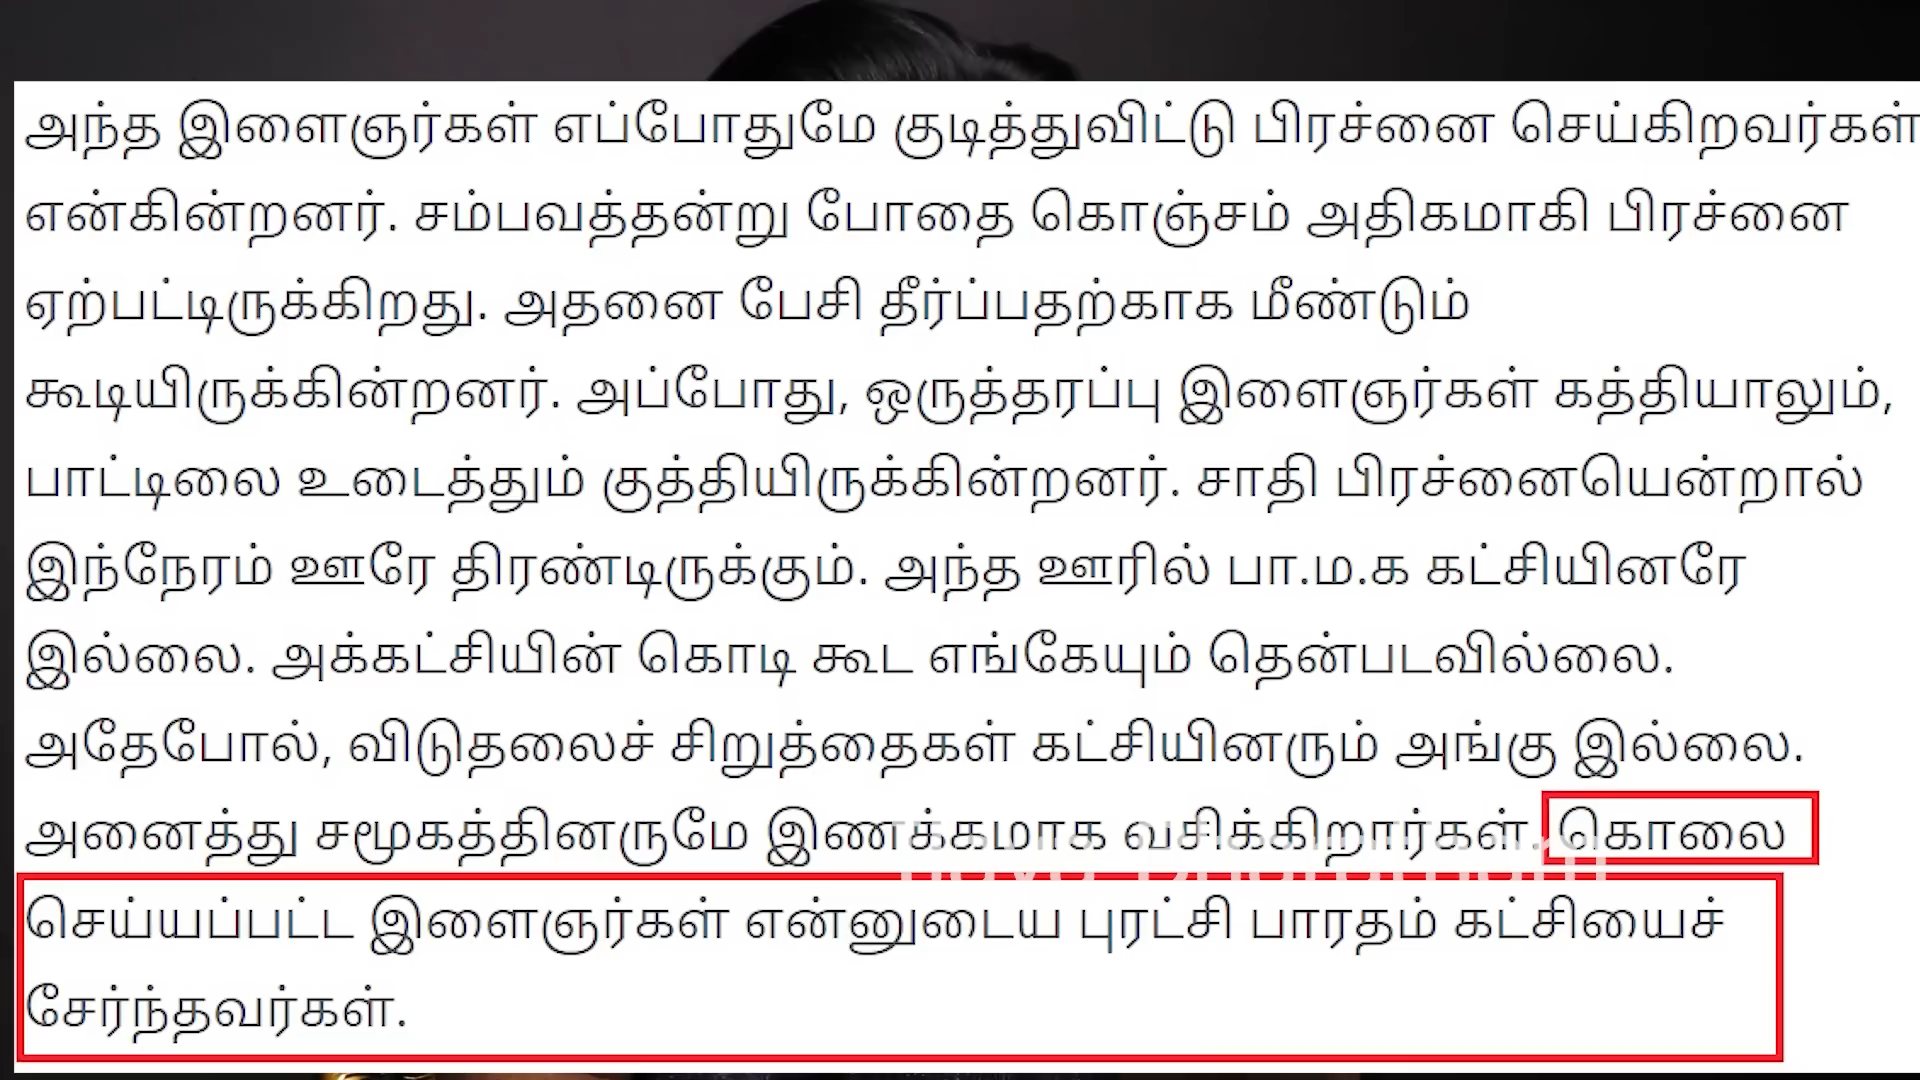 அந்த இளைஞர்கள் எப்போதுமே குடித்துவிட்டு பிரச்னை செய்கிறவர்கள்
என்கின்றனர். சம்பவத்தன்று போதை கொஞ்சம் அதிகமாகி பிரச்னை
ஏற்பட்டிருக்கிறது. அதனை பேசி தீர்ப்பதற்காக மீண்டும்
கூடியிருக்கின்றனர். அப்போது, ஒருத்தரப்பு இளைஞர்கள் கத்தியாலும்,
பாட்டிலை உடைத்தும் குத்தியிருக்கின்றனர். சாதி பிரச்னையென்றால்
இந்நேரம் ஊரே திரண்டிருக்கும். அந்த ஊரில் பா.ம.க கட்சியினரே
இல்லை. அக்கட்சியின் கொடி கூட எங்கேயும் தென்படவில்லை.
அதேபோல், விடுதலைச் சிறுத்தைகள் கட்சியினரும் அங்கு இல்லை.
அனைத்து சமூகத்தினருமே இணக்கமாக வசிக்கிறார்கள். கொலை
செய்யப்பட்ட இளைஞர்கள் என்னுடைய புரட்சி பாரதம் கட்சியைச்
சேர்ந்தவர்கள்.